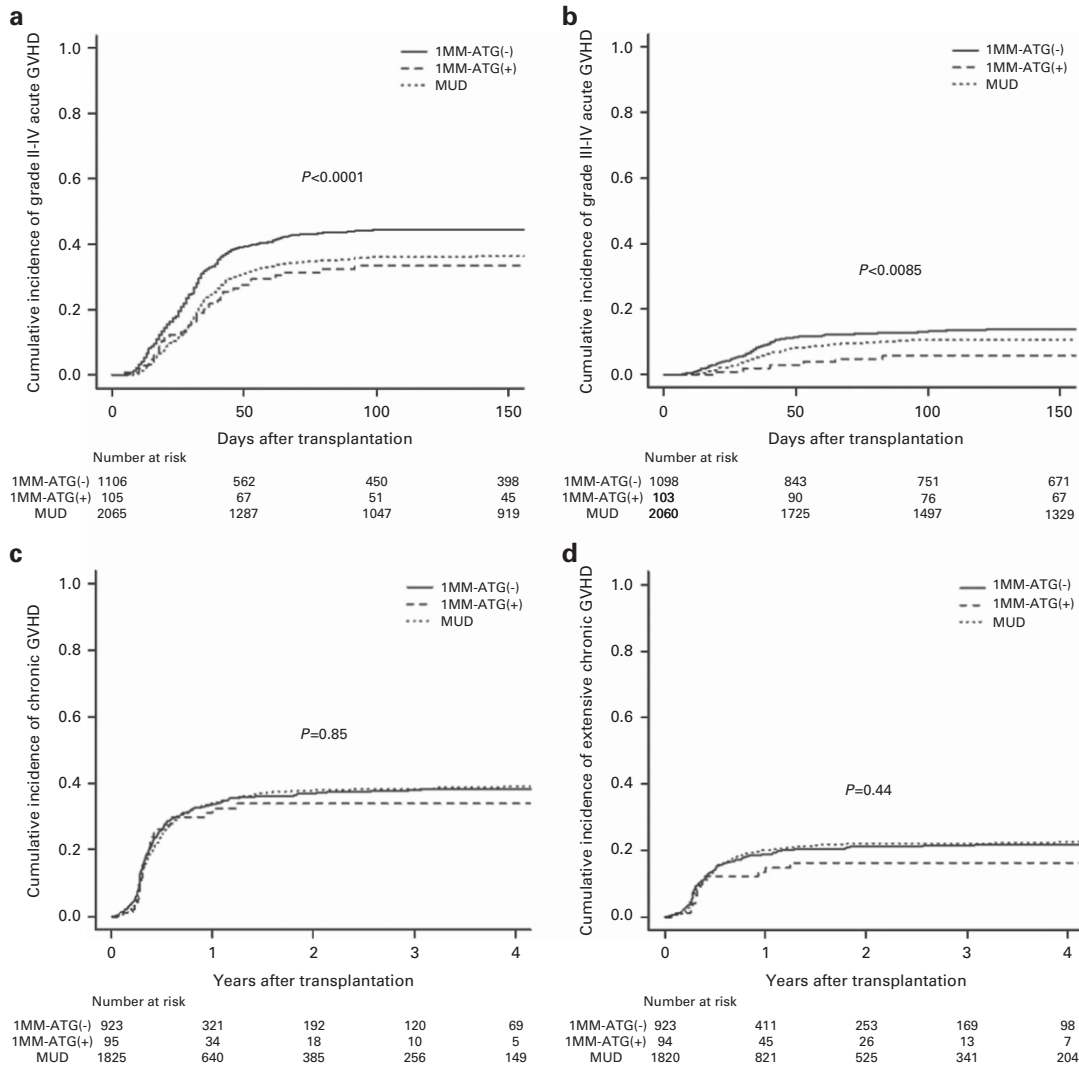 a
Cumulative incidence of grade II-IV acute GVHD
1.0
0.8
0.6
0.4
0.2
0.0
1MM-ATG(-)
1MM-ATG(+)
MUD
P<0.0001
0 50 100 150
Days after transplantation
Number at risk
1MM-ATG(-) 1106 562 450 398
1MM-ATG(+) 105 67 51 45
MUD 2065 1287 1047 919
b
Cumulative incidence of grade III-IV acute GVHD
1.0
0.8
0.6
0.4
0.2
0.0
1MM-ATG(-)
1MM-ATG(+)
MUD
P<0.0085
0 50 100 150
Days after transplantation
Number at risk
1MM-ATG(-) 1098 843 751 671
1MM-ATG(+) 103 90 76 67
MUD 2060 1725 1497 1329
c
Cumulative incidence of chronic GVHD
1.0
0.8
0.6
0.4
0.2
0.0
1MM-ATG(-)
1MM-ATG(+)
MUD
P=0.85
0 1 2 3 4
Years after transplantation
Number at risk
1MM-ATG(-) 923 321 192 120 69
1MM-ATG(+) 95 34 18 10 5
MUD 1825 640 385 256 149
d
Cumulative incidence of extensive chronic GVHD
1.0
0.8
0.6
0.4
0.2
0.0
1MM-ATG(-)
1MM-ATG(+)
MUD
P=0.44
0 1 2 3 4
Years after transplantation
Number at risk
1MM-ATG(-) 923 411 253 169 98
1MM-ATG(+) 94 45 26 13 7
MUD 1820 821 525 341 204